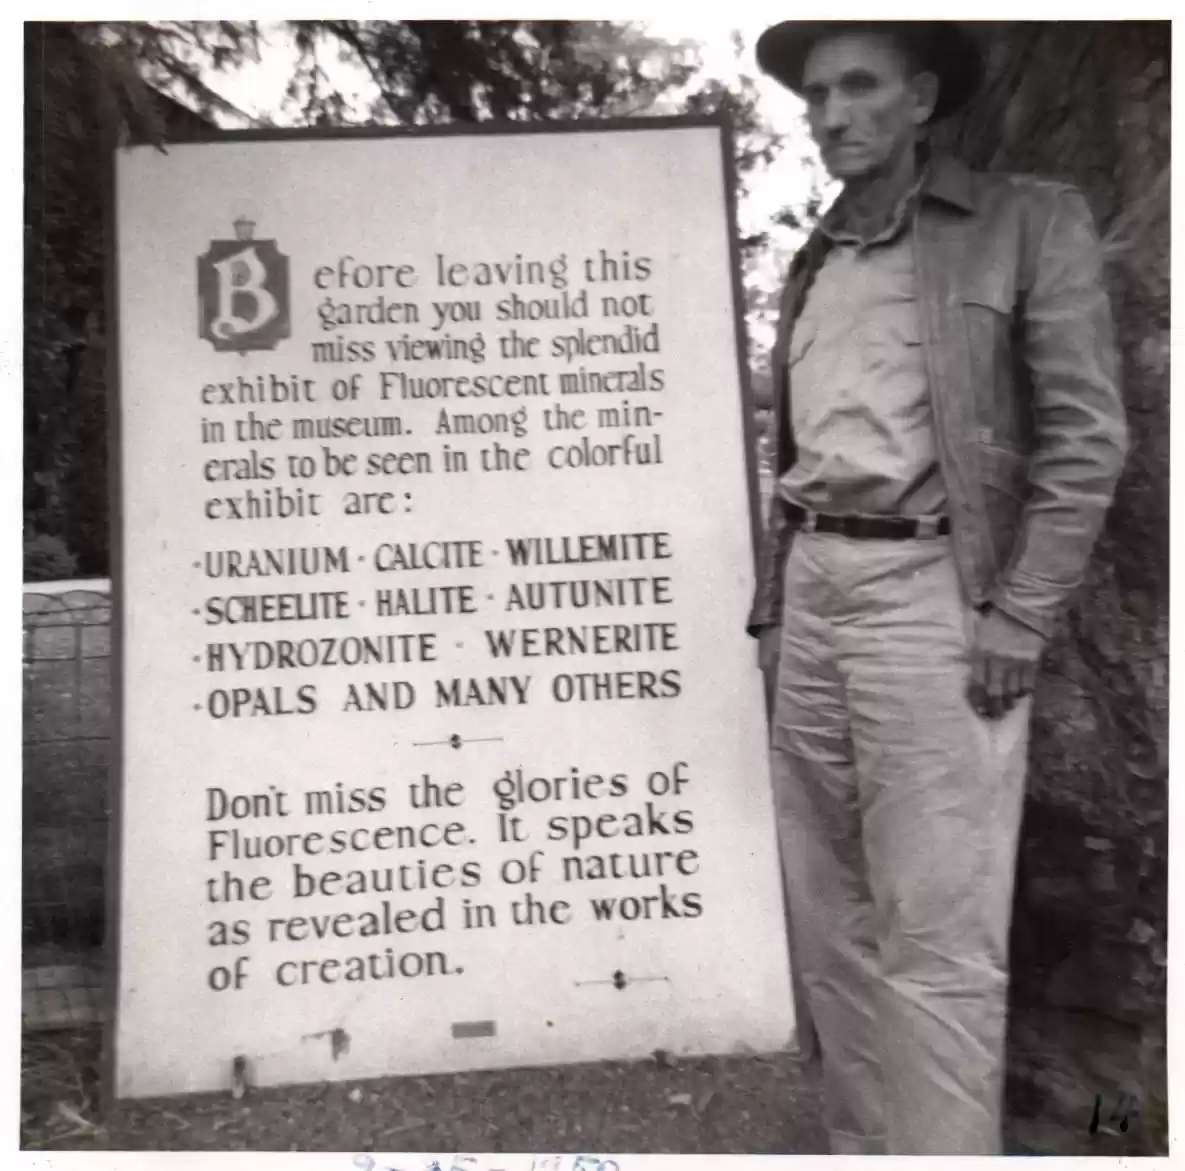 Before leaving this
garden you should not
miss viewing the splendid
exhibit of Fluorescent minerals
in the museum. Among the min-
erals to be seen in the colorful
exhibit are:
·URANIUM · CALCITE · WILLEMITE
·SCHEELITE · HALITE · AUTUNITE
·HYDROZONITE · WERNERITE
·OPALS AND MANY OTHERS
Don't miss the glories of
Fluorescence. It speaks
the beauties of nature
as revealed in the works
of creation.
14